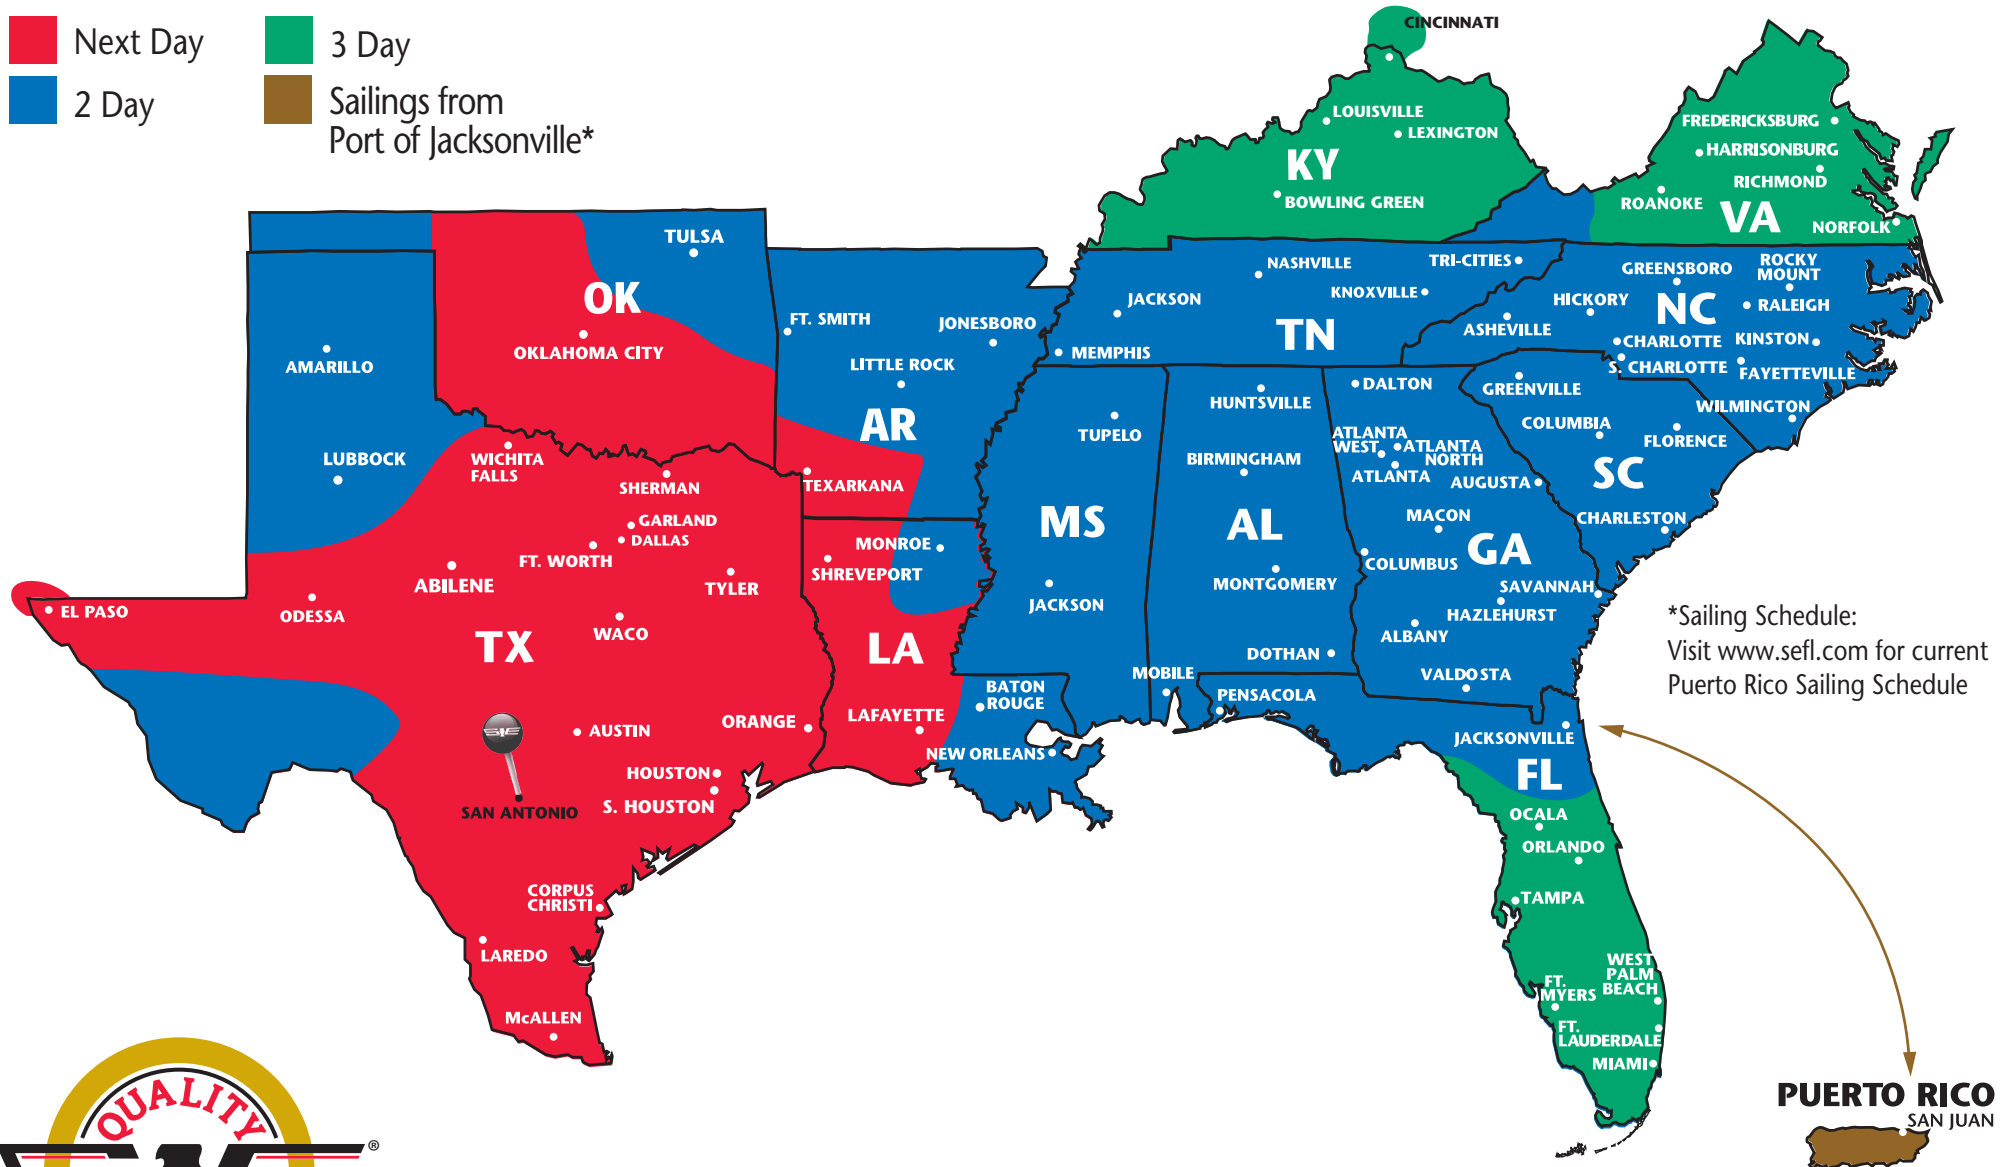 Next Day
3 Day
2 Day
Sailings from
Port of Jacksonville*
CINCINNATI
LOUISVILLE
LEXINGTON
KY
BOWLING GREEN
FREDERICKSBURG
HARRISONBURG
RICHMOND
ROANOKE
VA
NORFOLK
TULSA
OK
OKLAHOMA CITY
AMARILLO
LUBBOCK
FT. SMITH
JONESBORO
LITTLE ROCK
AR
TEXARKANA
NASHVILLE
TRI-CITIES
JACKSON
KNOXVILLE
TN
MEMPHIS
GREENSBORO
ROCKY
MOUNT
HICKORY
NC
RALEIGH
ASHEVILLE
CHARLOTTE
KINSTON
S. CHARLOTTE
FAYETTEVILLE
WILMINGTON
GREENVILLE
COLUMBIA
FLORENCE
SC
CHARLESTON
DALTON
ATLANTA
WEST
ATLANTA
NORTH
ATLANTA
AUGUSTA
MACON
GA
COLUMBUS
SAVANNAH
HAZLEHURST
ALBANY
VALDOSTA
HUNTSVILLE
BIRMINGHAM
AL
MONTGOMERY
DOTHAN
MOBILE
TUPELO
MS
JACKSON
WICHITA
FALLS
SHERMAN
GARLAND
DALLAS
FT. WORTH
ABILENE
TYLER
EL PASO
ODESSA
WACO
TX
AUSTIN
ORANGE
HOUSTON
S. HOUSTON
SAN ANTONIO
CORPUS
CHRISTI
LAREDO
McALLEN
MONROE
SHREVEPORT
LA
LAFAYETTE
BATON
ROUGE
NEW ORLEANS
PENSACOLA
JACKSONVILLE
FL
OCALA
ORLANDO
TAMPA
WEST
PALM
BEACH
FT.
MYERS
FT.
LAUDERDALE
MIAMI
*Sailing Schedule:
Visit www.sefl.com for current
Puerto Rico Sailing Schedule
PUERTO RICO
SAN JUAN
QUALITY
®